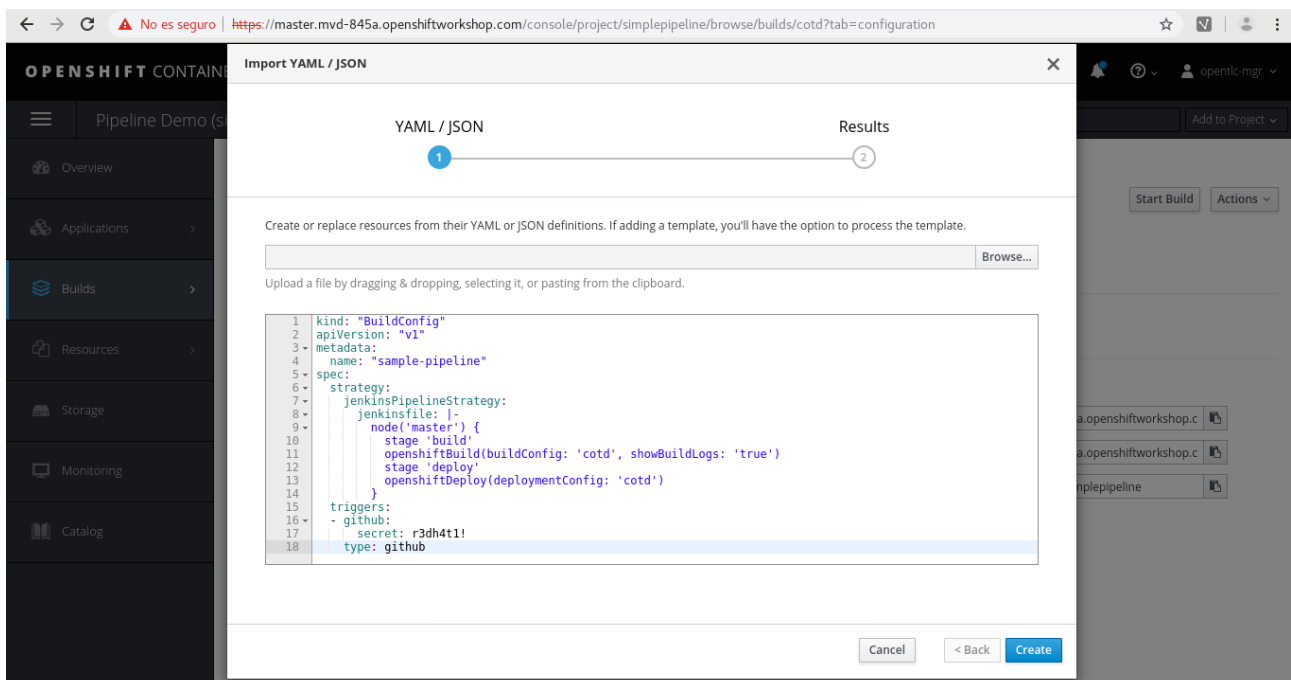 No es seguro | https://master.mvd-845a.openshiftworkshop.com/console/project/simplepipeline/browse/builds/cotd?tab=configuration
OPENSHIFT CONTAINE
Import YAML / JSON
opentlc-mgr
Pipeline Demo (si
Add to Project
YAML / JSON
Results
1
2
Overview
Applications
Builds
Resources
Storage
Monitoring
Catalog
Start Build
Actions
Create or replace resources from their YAML or JSON definitions. If adding a template, you'll have the option to process the template.
Browse...
Upload a file by dragging & dropping, selecting it, or pasting from the clipboard.
1 kind: "BuildConfig"
2 apiVersion: "v1"
3 metadata:
4   name: "sample-pipeline"
5 spec:
6   strategy:
7     jenkinsPipelineStrategy:
8       jenkinsfile: |-
9         node('master') {
10           stage 'build'
11           openshiftBuild(buildConfig: 'cotd', showBuildLogs: 'true')
12           stage 'deploy'
13           openshiftDeploy(deploymentConfig: 'cotd')
14         }
15   triggers:
16   - github:
17       secret: r3dh4t1!
18     type: github
a.openshiftworkshop.c
a.openshiftworkshop.c
nplepipeline
Cancel
< Back
Create